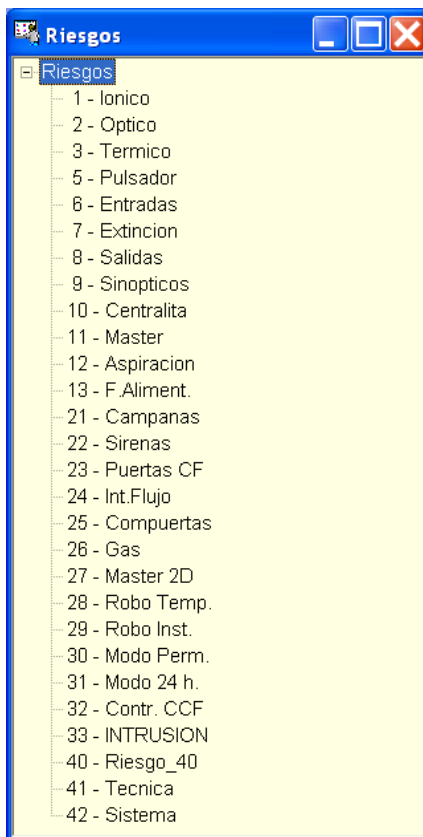 Riesgos
Riesgos
1 - Ionico
2 - Optico
3 - Termico
5 - Pulsador
6 - Entradas
7 - Extincion
8 - Salidas
9 - Sinopticos
10 - Centralita
11 - Master
12 - Aspiracion
13 - F.Aliment.
21 - Campanas
22 - Sirenas
23 - Puertas CF
24 - Int.Flujo
25 - Compuertas
26 - Gas
27 - Master 2D
28 - Robo Temp.
29 - Robo Inst.
30 - Modo Perm.
31 - Modo 24 h.
32 - Contr. CCF
33 - INTRUSION
40 - Riesgo_40
41 - Tecnica
42 - Sistema